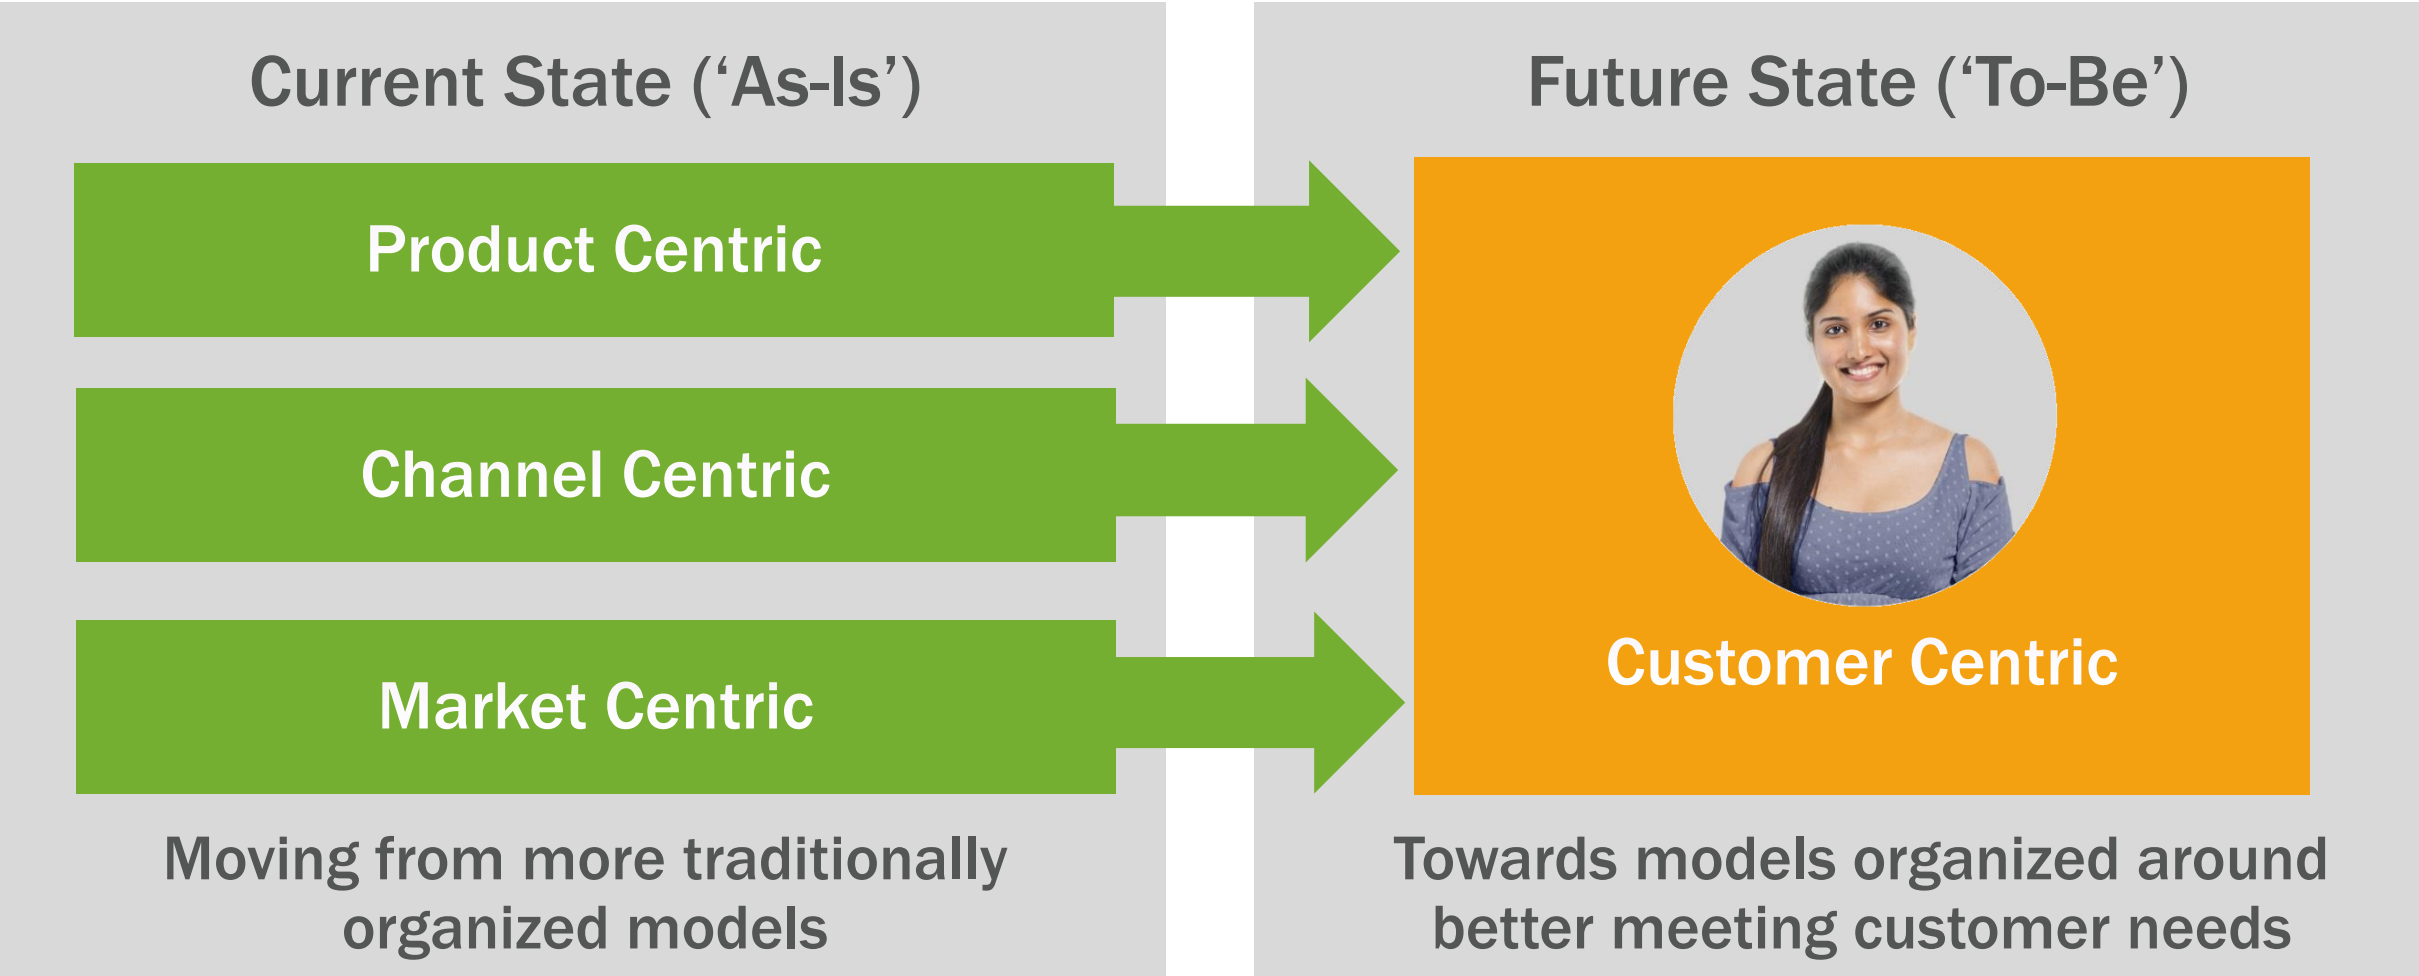 Current State (‘As-Is’)
Product Centric
Channel Centric
Market Centric
Moving from more traditionally
organized models
Future State (‘To-Be’)
Customer Centric
Towards models organized around
better meeting customer needs